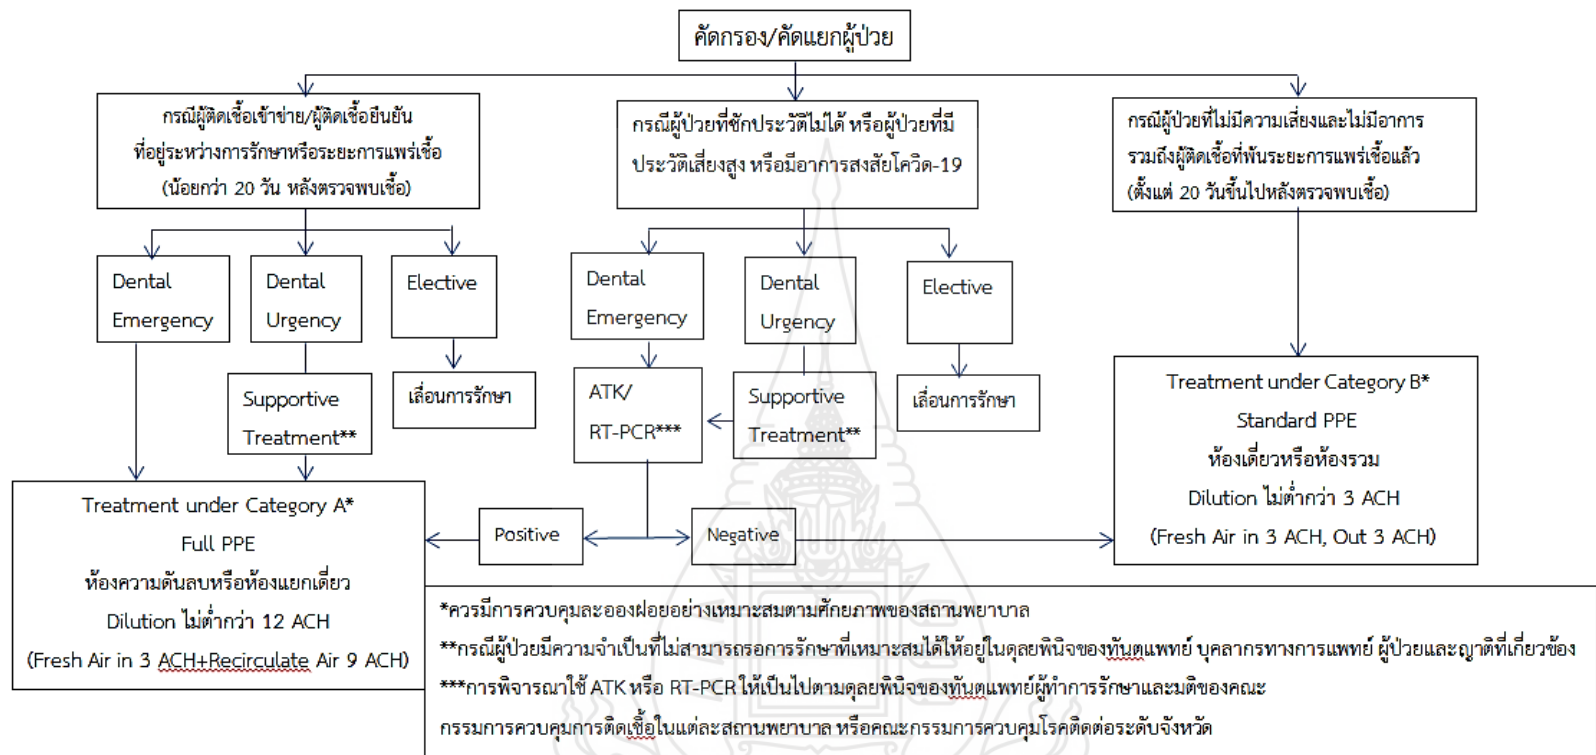 คัดกรอง/คัดแยกผู้ป่วย
กรณีผู้ติดเชื้อเข้าข่าย/ผู้ติดเชื้อยืนยัน
ที่อยู่ระหว่างการรักษาหรือระยะการแพร่เชื้อ
(น้อยกว่า 20 วัน หลังตรวจพบเชื้อ)
กรณีผู้ป่วยที่ซักประวัติไม่ได้ หรือผู้ป่วยที่มี
ประวัติเสี่ยงสูง หรือมีอาการสงสัยโควิด-19
กรณีผู้ป่วยที่ไม่มีความเสี่ยงและไม่มีอาการ
รวมถึงผู้ติดเชื้อที่พ้นระยะการแพร่เชื้อแล้ว
(ตั้งแต่ 20 วันขึ้นไปหลังตรวจพบเชื้อ)
Dental
Emergency
Dental
Urgency
Elective
Dental
Emergency
Dental
Urgency
Elective
Supportive
Treatment**
เลื่อนการรักษา
ATK/
RT-PCR***
Supportive
Treatment**
เลื่อนการรักษา
Treatment under Category B*
Standard PPE
ห้องเดี่ยวหรือห้องรวม
Dilution ไม่ต่ำกว่า 3 ACH
(Fresh Air in 3 ACH, Out 3 ACH)
Treatment under Category A*
Full PPE
ห้องความดันลบหรือห้องแยกเดี่ยว
Dilution ไม่ต่ำกว่า 12 ACH
(Fresh Air in 3 ACH+Recirculate Air 9 ACH)
Positive
Negative
*ควรมีการควบคุมละอองฝอยอย่างเหมาะสมตามศักยภาพของสถานพยาบาล
**กรณีผู้ป่วยมีความจำเป็นที่ไม่สามารถรอการรักษาที่เหมาะสมได้ให้อยู่ในดุลยพินิจของทันตแพทย์ บุคลากรทางการแพทย์ ผู้ป่วยและญาติที่เกี่ยวข้อง
***การพิจารณาใช้ ATK หรือ RT-PCR ให้เป็นไปตามดุลยพินิจของทันตแพทย์ผู้ทำการรักษาและมติของคณะ
กรรมการควบคุมการติดเชื้อในแต่ละสถานพยาบาล หรือคณะกรรมการควบคุมโรคติดต่อระดับจังหวัด